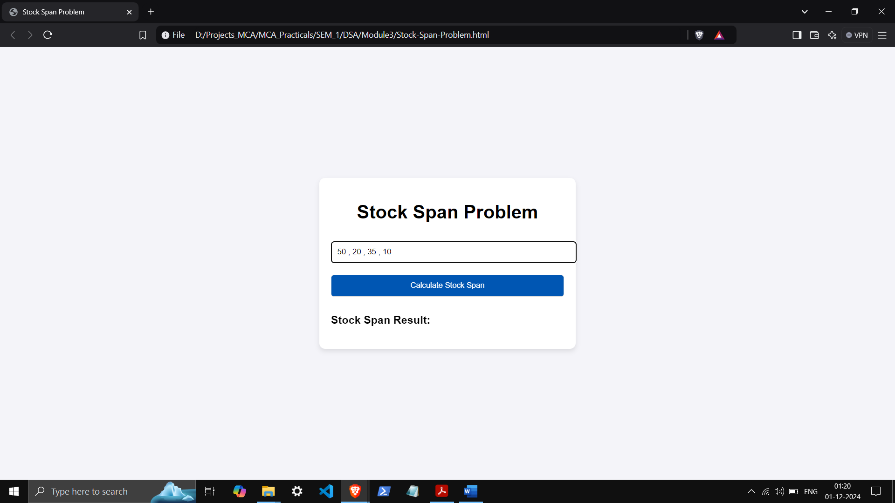 Stock Span Problem
File D:/Projects_MCA/MCA_Practicals/SEM_1/DSA/Module3/Stock-Span-Problem.html
VPN
Stock Span Problem
50 , 20 , 35 , 10
Calculate Stock Span
Stock Span Result:
Type here to search
ENG
01:20
01-12-2024